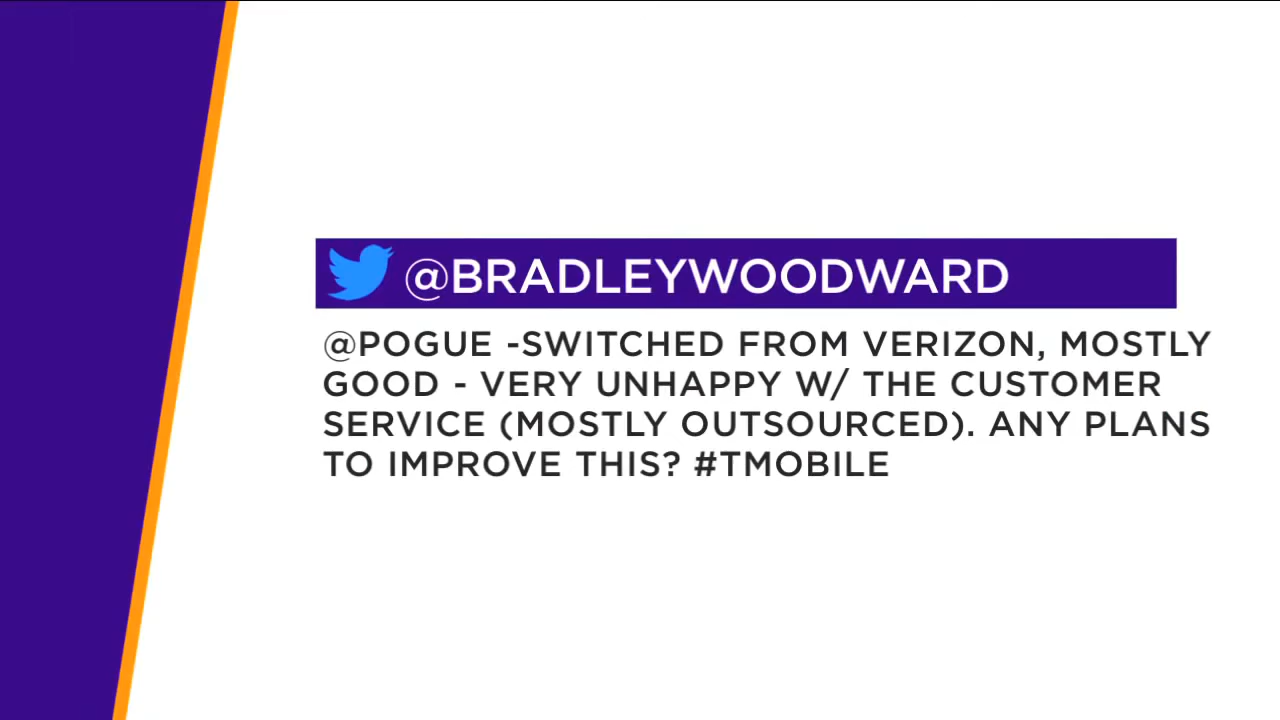 @BRADLEYWOODWARD
@POGUE -SWITCHED FROM VERIZON, MOSTLY
GOOD - VERY UNHAPPY W/ THE CUSTOMER
SERVICE (MOSTLY OUTSOURCED). ANY PLANS
TO IMPROVE THIS? #TMOBILE